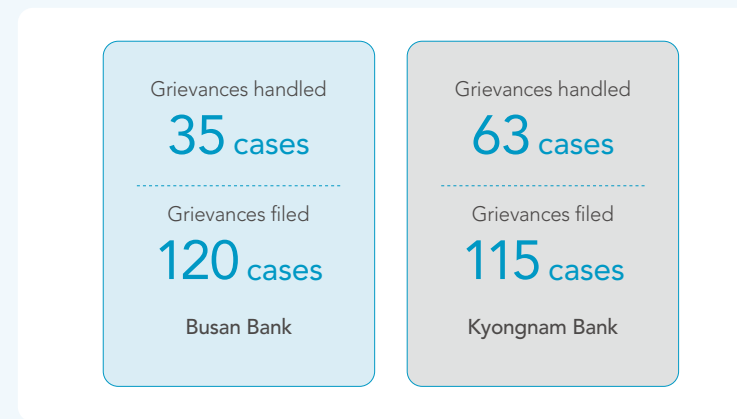 Grievances handled
35 cases
Grievances filed
120 cases
Busan Bank
Grievances handled
63 cases
Grievances filed
115 cases
Kyongnam Bank